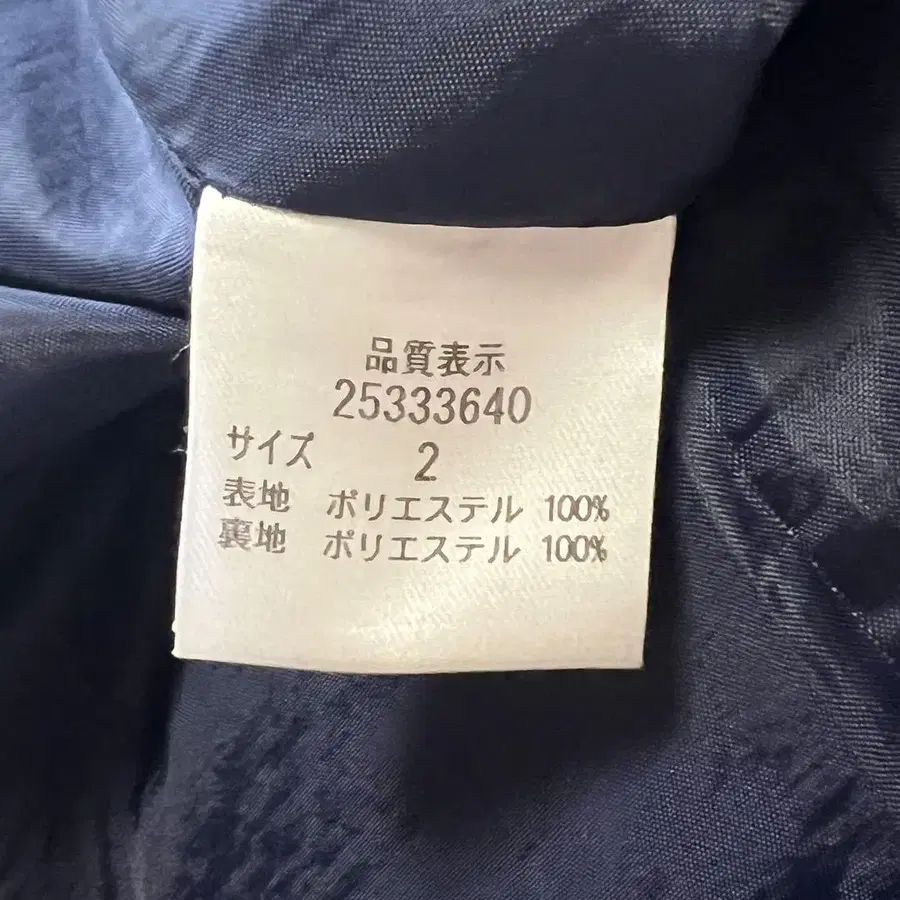 品質表示
25333640
サイズ 2
表地 ポリエステル 100%
裏地 ポリエステル 100%